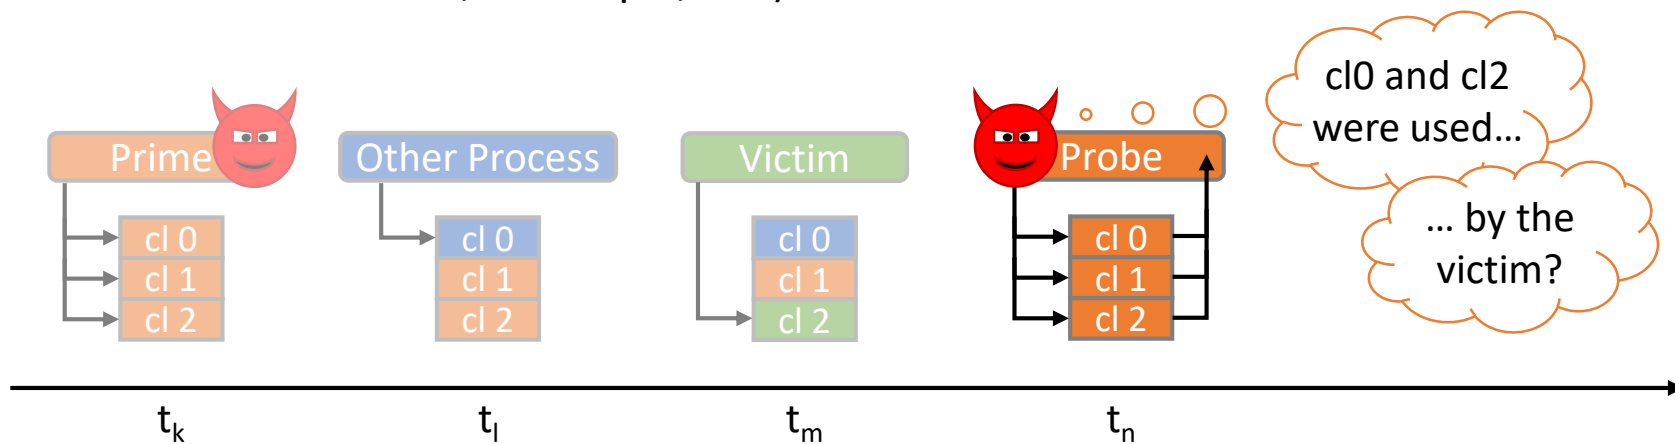 Prime
Other Process
Victim
Probe
cl0 and cl2
were used...
... by the
victim?
cl 0
cl 1
cl 2
cl 0
cl 1
cl 2
cl 0
cl 1
cl 2
cl 0
cl 1
cl 2
tk
tl
tm
tn